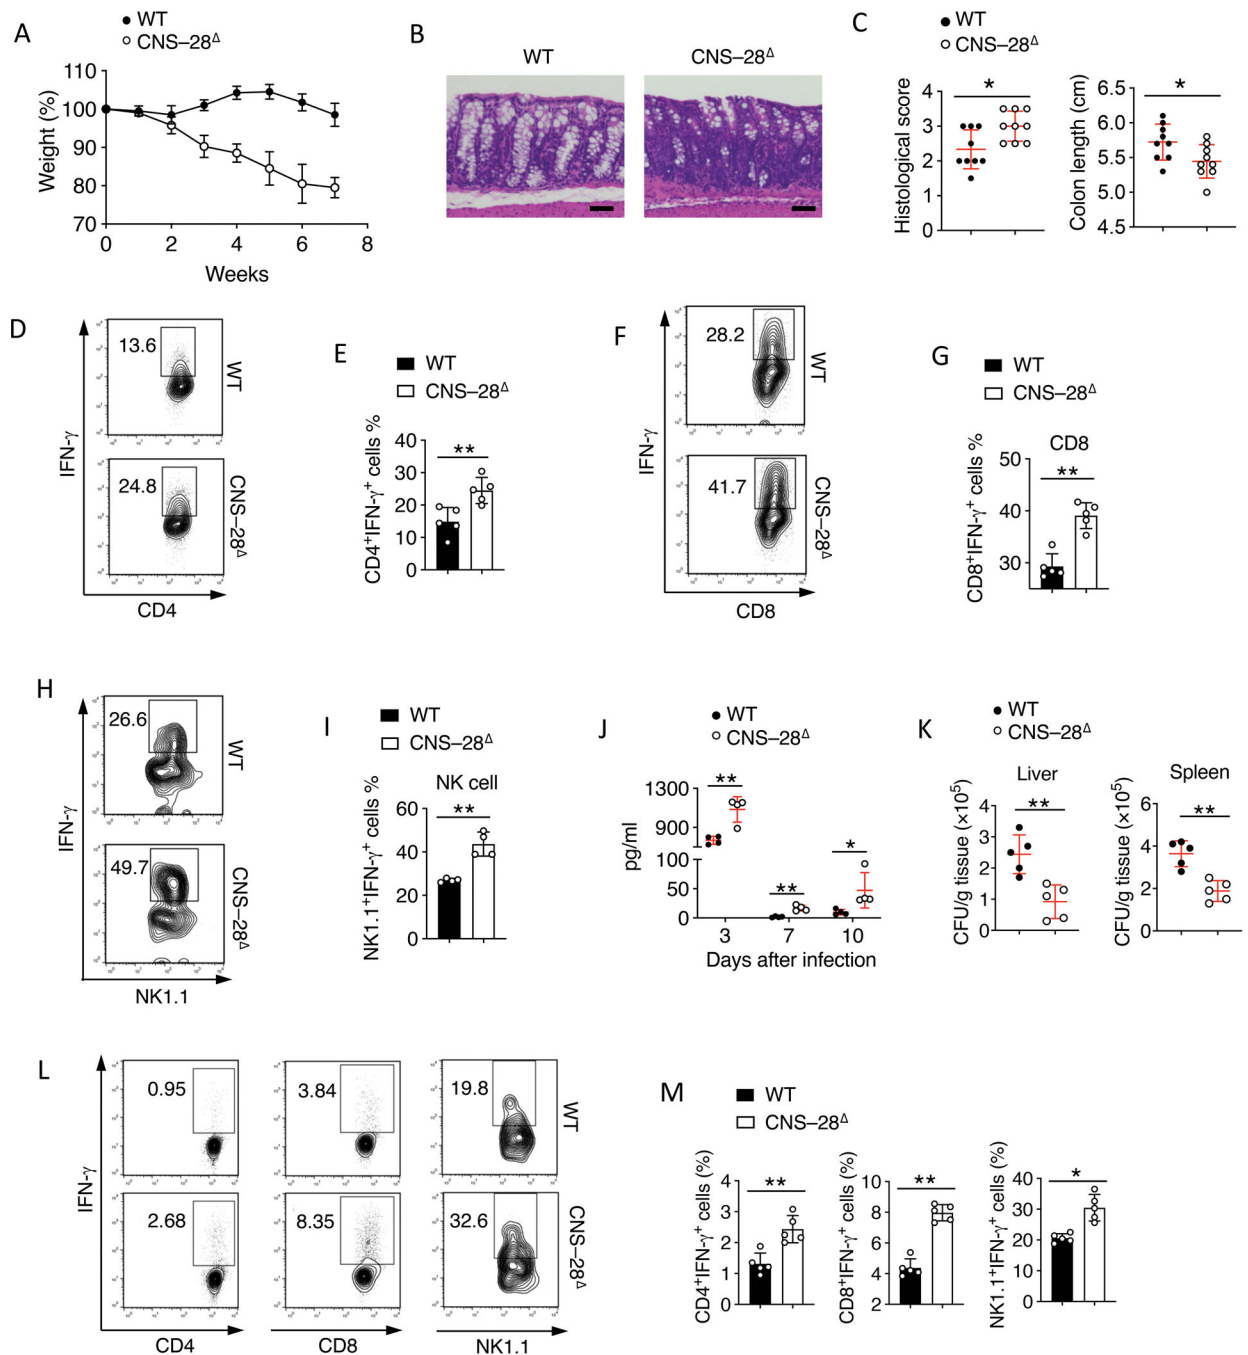 A
WT
CNS–28Δ
Weight (%)
110
100
90
80
70
0
2
4
6
8
Weeks
B
WT
CNS–28Δ
C
WT
CNS–28Δ
Histological score
4
3
2
1
0
*
Colon length (cm)
6.5
6.0
5.5
5.0
4.5
*
D
IFN-γ
13.6
WT
24.8
CNS–28Δ
CD4
E
WT
CNS–28Δ
CD4+IFN-γ+ cells %
40
30
20
10
0
**
F
IFN-γ
28.2
WT
41.7
CNS–28Δ
CD8
G
WT
CNS–28Δ
CD8
CD8+IFN-γ+ cells %
50
40
30
**
H
IFN-γ
26.6
WT
49.7
CNS–28Δ
NK1.1
I
WT
CNS–28Δ
NK cell
NK1.1+IFN-γ+ cells %
60
40
20
0
**
J
WT
CNS–28Δ
pg/ml
1300
900
100
50
0
**
**
*
3
7
10
Days after infection
K
WT
CNS–28Δ
Liver
CFU/g tissue (×105)
4
3
2
1
0
**
Spleen
CFU/g tissue (×105)
6
4
2
0
**
L
IFN-γ
0.95
3.84
19.8
WT
2.68
8.35
32.6
CNS–28Δ
CD4
CD8
NK1.1
M
WT
CNS–28Δ
CD4+IFN-γ+ cells (%)
4
3
2
1
0
**
CD8+IFN-γ+ cells (%)
10
8
6
4
2
**
NK1.1+IFN-γ+ cells (%)
40
30
20
10
0
*